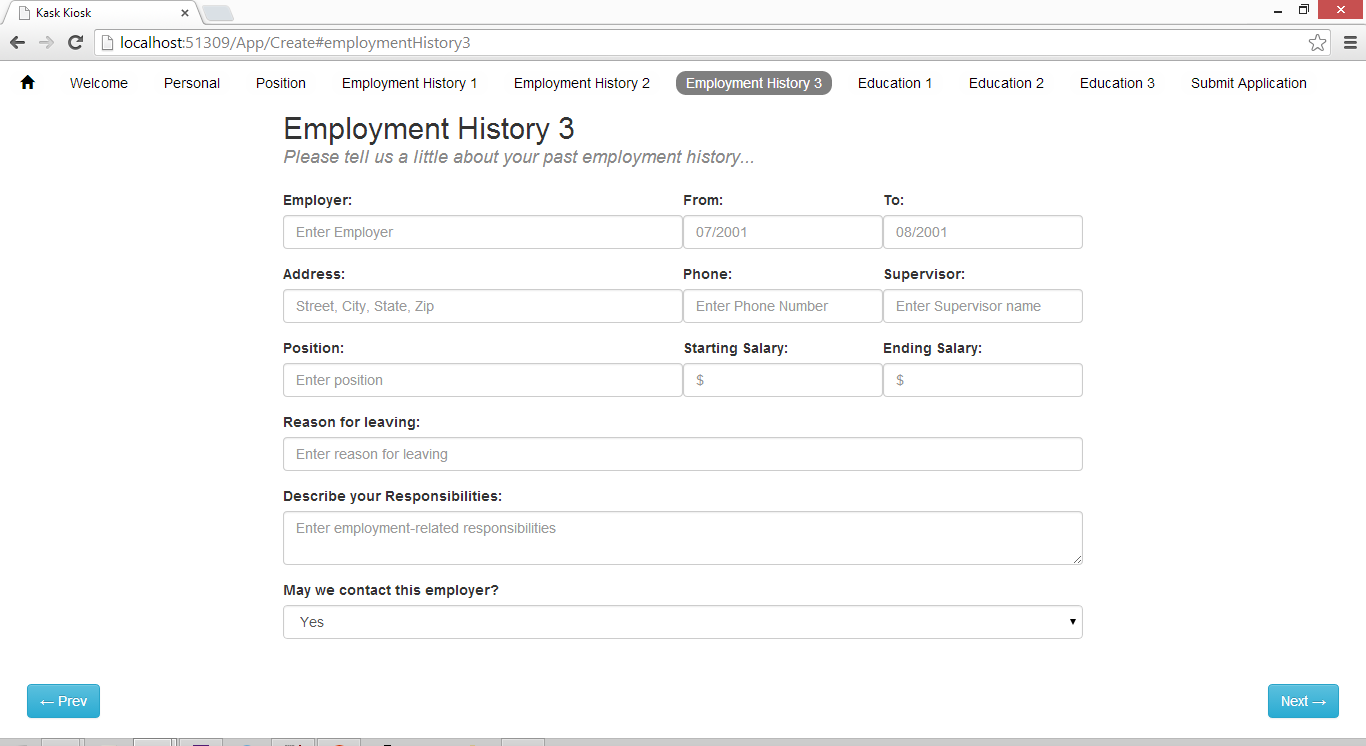 Kask Kiosk
localhost:51309/App/Create#employmentHistory3
Welcome Personal Position Employment History 1 Employment History 2 Employment History 3 Education 1 Education 2 Education 3 Submit Application
Employment History 3
Please tell us a little about your past employment history...
Employer: From: To:
Enter Employer 07/2001 08/2001
Address: Phone: Supervisor:
Street, City, State, Zip Enter Phone Number Enter Supervisor name
Position: Starting Salary: Ending Salary:
Enter position $ $
Reason for leaving:
Enter reason for leaving
Describe your Responsibilities:
Enter employment-related responsibilities
May we contact this employer?
Yes
← Prev Next →